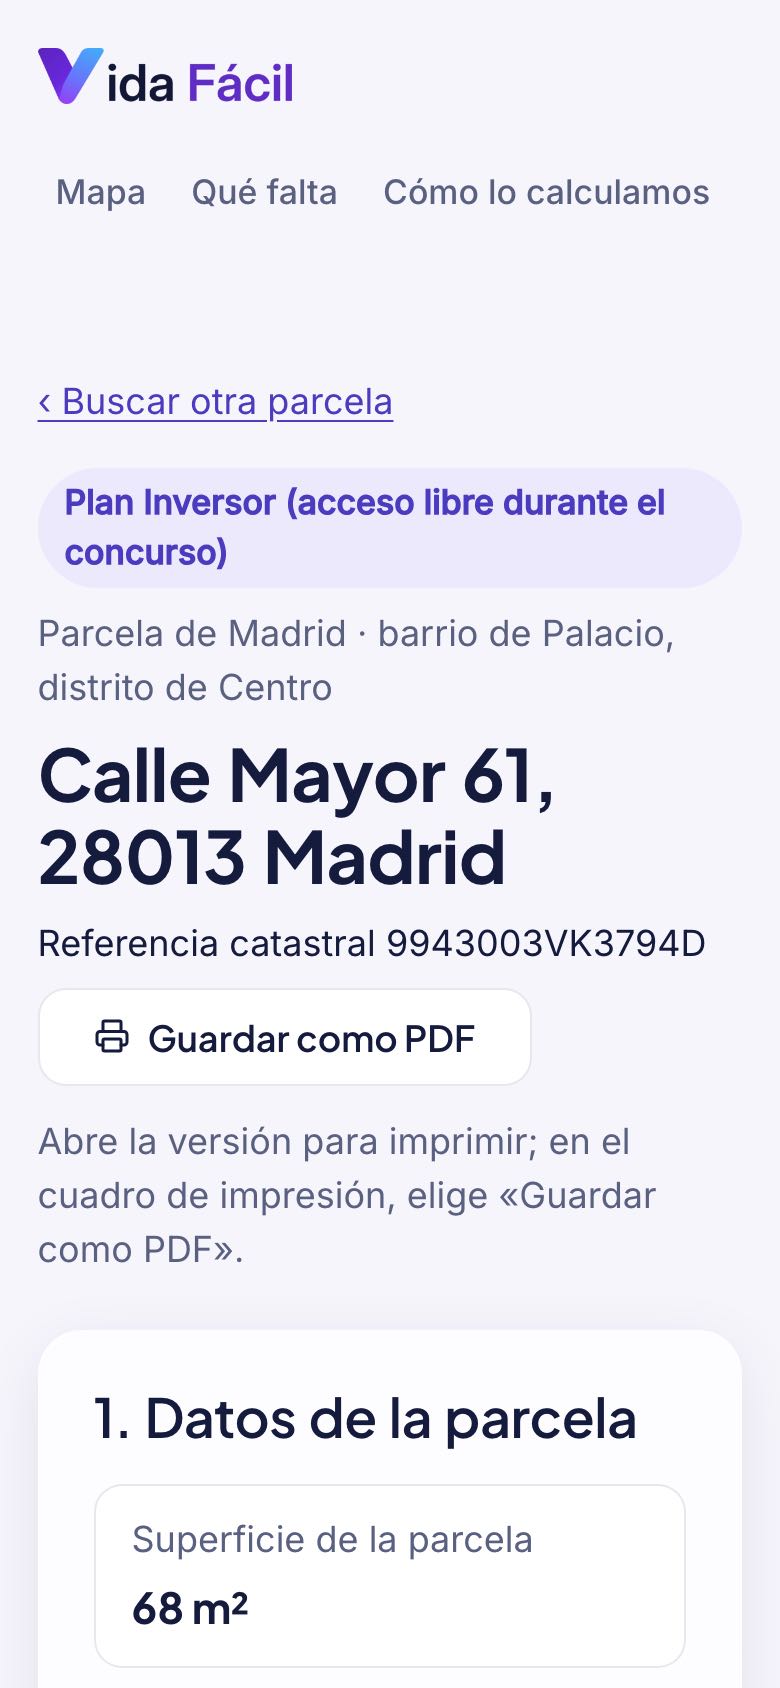 Vida Fácil
Mapa Qué falta Cómo lo calculamos
‹ Buscar otra parcela
Plan Inversor (acceso libre durante el
concurso)
Parcela de Madrid · barrio de Palacio,
distrito de Centro
Calle Mayor 61,
28013 Madrid
Referencia catastral 9943003VK3794D
Guardar como PDF
Abre la versión para imprimir; en el
cuadro de impresión, elige «Guardar
como PDF».
1. Datos de la parcela
Superficie de la parcela
68 m²